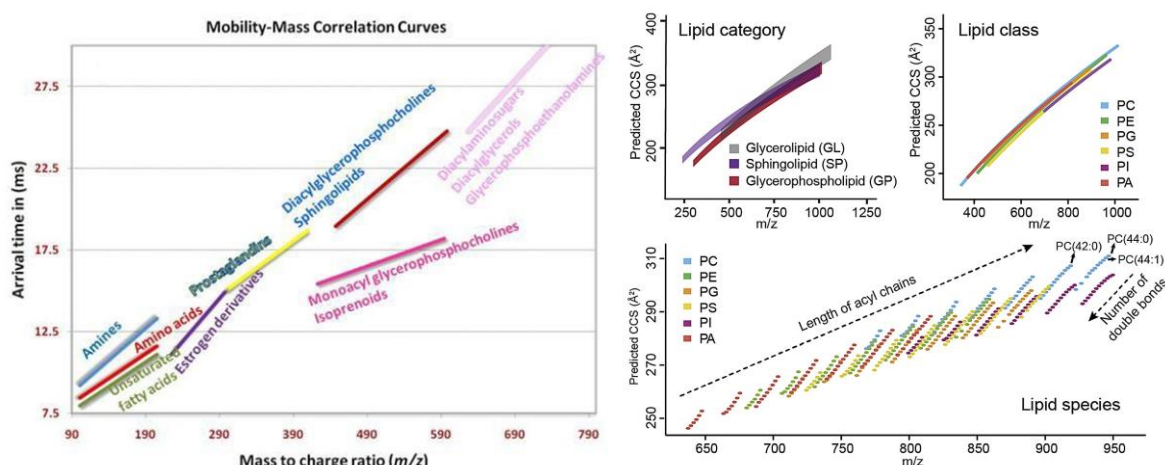 Mobility-Mass Correlation Curves
Arrival time in (ms)
27.5
22.5
17.5
12.5
7.5
Amines
Amino acids
Unsaturated
fatty acids
Estrogen derivatives
Prostaglandins
Diacylglycerophosphocholines
Sphingolipids
Monoacyl glycerophosphocholines
Isoprenoids
Diacylaminosugars
Diacylglycerols
Glycerophosphoethanolamines
90 190 290 390 490 590 690 790
Mass to charge ratio (m/z)
Lipid category
Predicted CCS (Å²)
400
300
200
Glycerolipid (GL)
Sphingolipid (SP)
Glycerophospholipid (GP)
250 500 750 1000 1250
m/z
Lipid class
Predicted CCS (Å²)
350
300
250
200
PC
PE
PG
PS
PI
PA
400 600 800 1000
m/z
Predicted CCS (Å²)
310
290
270
250
PC
PE
PG
PS
PI
PA
Length of acyl chains
PC(42:0)
PC(44:0)
PC(44:1)
Number of
double bonds
Lipid species
650 700 750 800 850 900 950
m/z